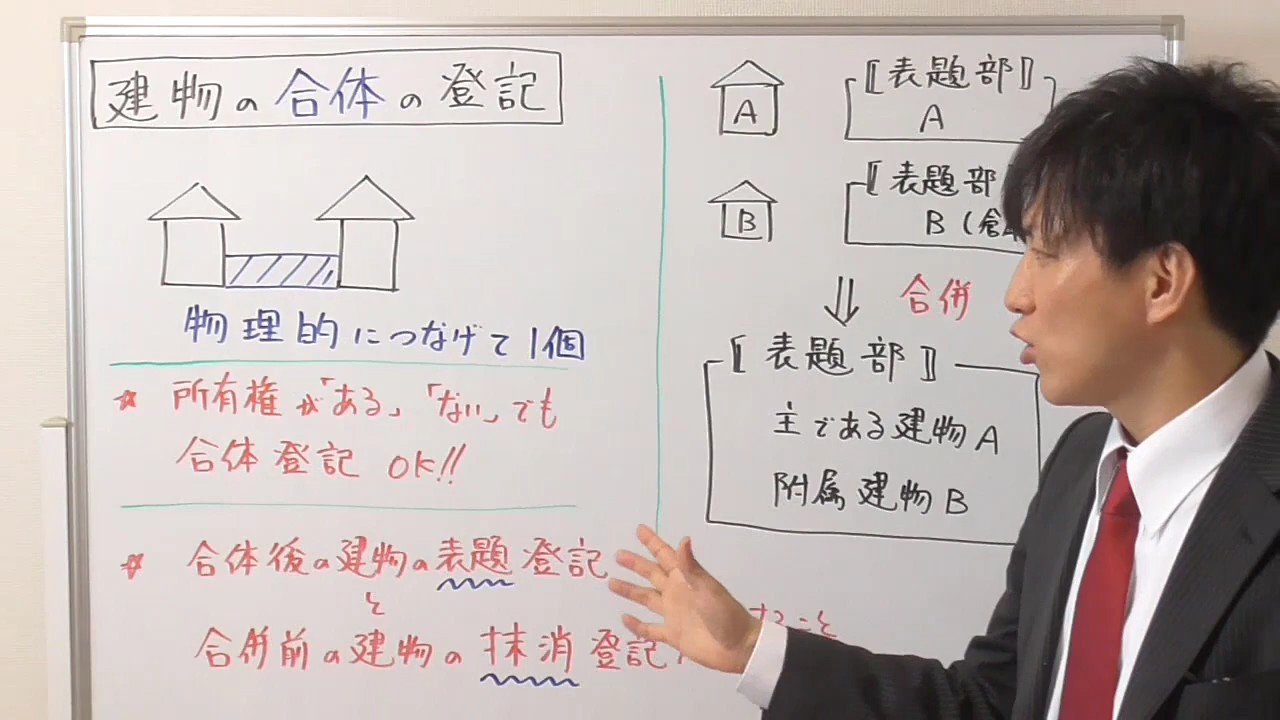 建物の合体の登記
物理的につなげて1個
☆ 所有権が「ある」「ない」でも
合体登記 OK!!
☆ 合体後の建物の表題登記
と
合併前の建物の抹消登記
すること
A
〚表題部〛
A
B
〚表題部
B (倉
合併
〚表題部〛
主である建物A
附属建物B